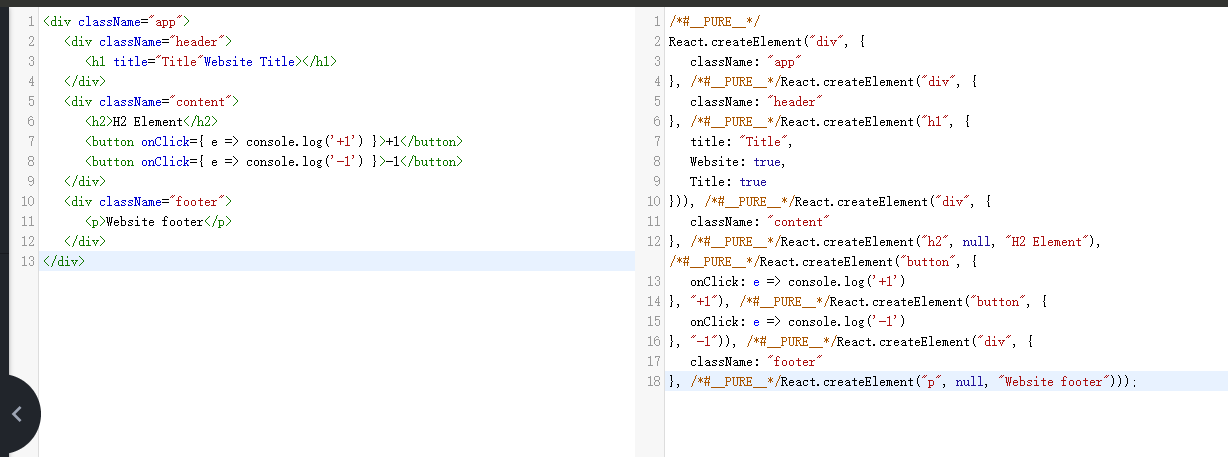 1 <div className="app">
2 <div className="header">
3 <h1 title="Title"Website Title></h1>
4 </div>
5 <div className="content">
6 <h2>H2 Element</h2>
7 <button onClick={ e => console.log('+1') }>+1</button>
8 <button onClick={ e => console.log('-1') }>-1</button>
9 </div>
10 <div className="footer">
11 <p>Website footer</p>
12 </div>
13 </div>
1 /*#__PURE__*/
2 React.createElement("div", {
3 className: "app"
4 }, /*#__PURE__*/React.createElement("div", {
5 className: "header"
6 }, /*#__PURE__*/React.createElement("h1", {
7 title: "Title",
8 Website: true,
9 Title: true
10 })), /*#__PURE__*/React.createElement("div", {
11 className: "content"
12 }, /*#__PURE__*/React.createElement("h2", null, "H2 Element"),
/*#__PURE__*/React.createElement("button", {
13 onClick: e => console.log('+1')
14 }, "+1"), /*#__PURE__*/React.createElement("button", {
15 onClick: e => console.log('-1')
16 }, "-1")), /*#__PURE__*/React.createElement("div", {
17 className: "footer"
18 }, /*#__PURE__*/React.createElement("p", null, "Website footer")));